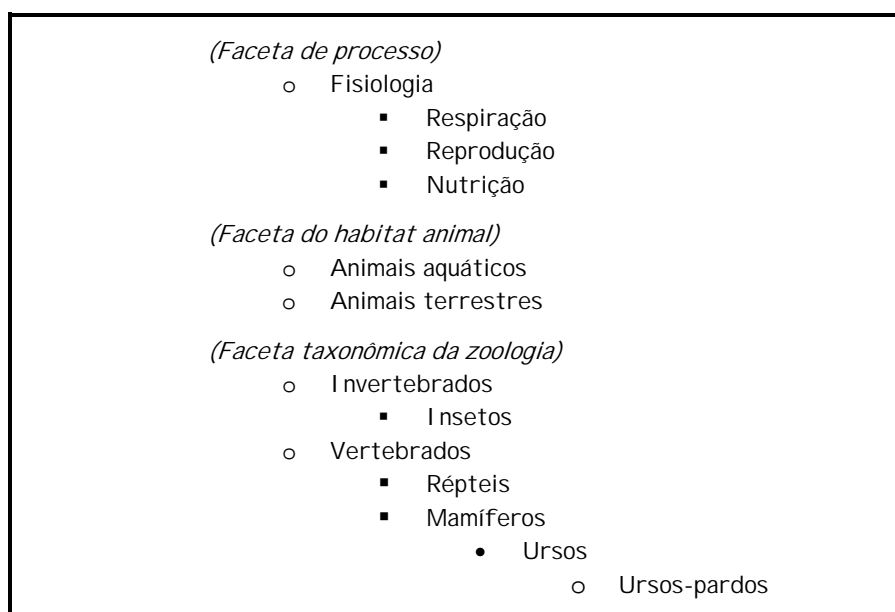 (Faceta de processo)
o Fisiologia
▪ Respiração
▪ Reprodução
▪ Nutrição
(Faceta do habitat animal)
o Animais aquáticos
o Animais terrestres
(Faceta taxonômica da zoologia)
o Invertebrados
▪ Insetos
o Vertebrados
▪ Répteis
▪ Mamíferos
• Ursos
o Ursos-pardos